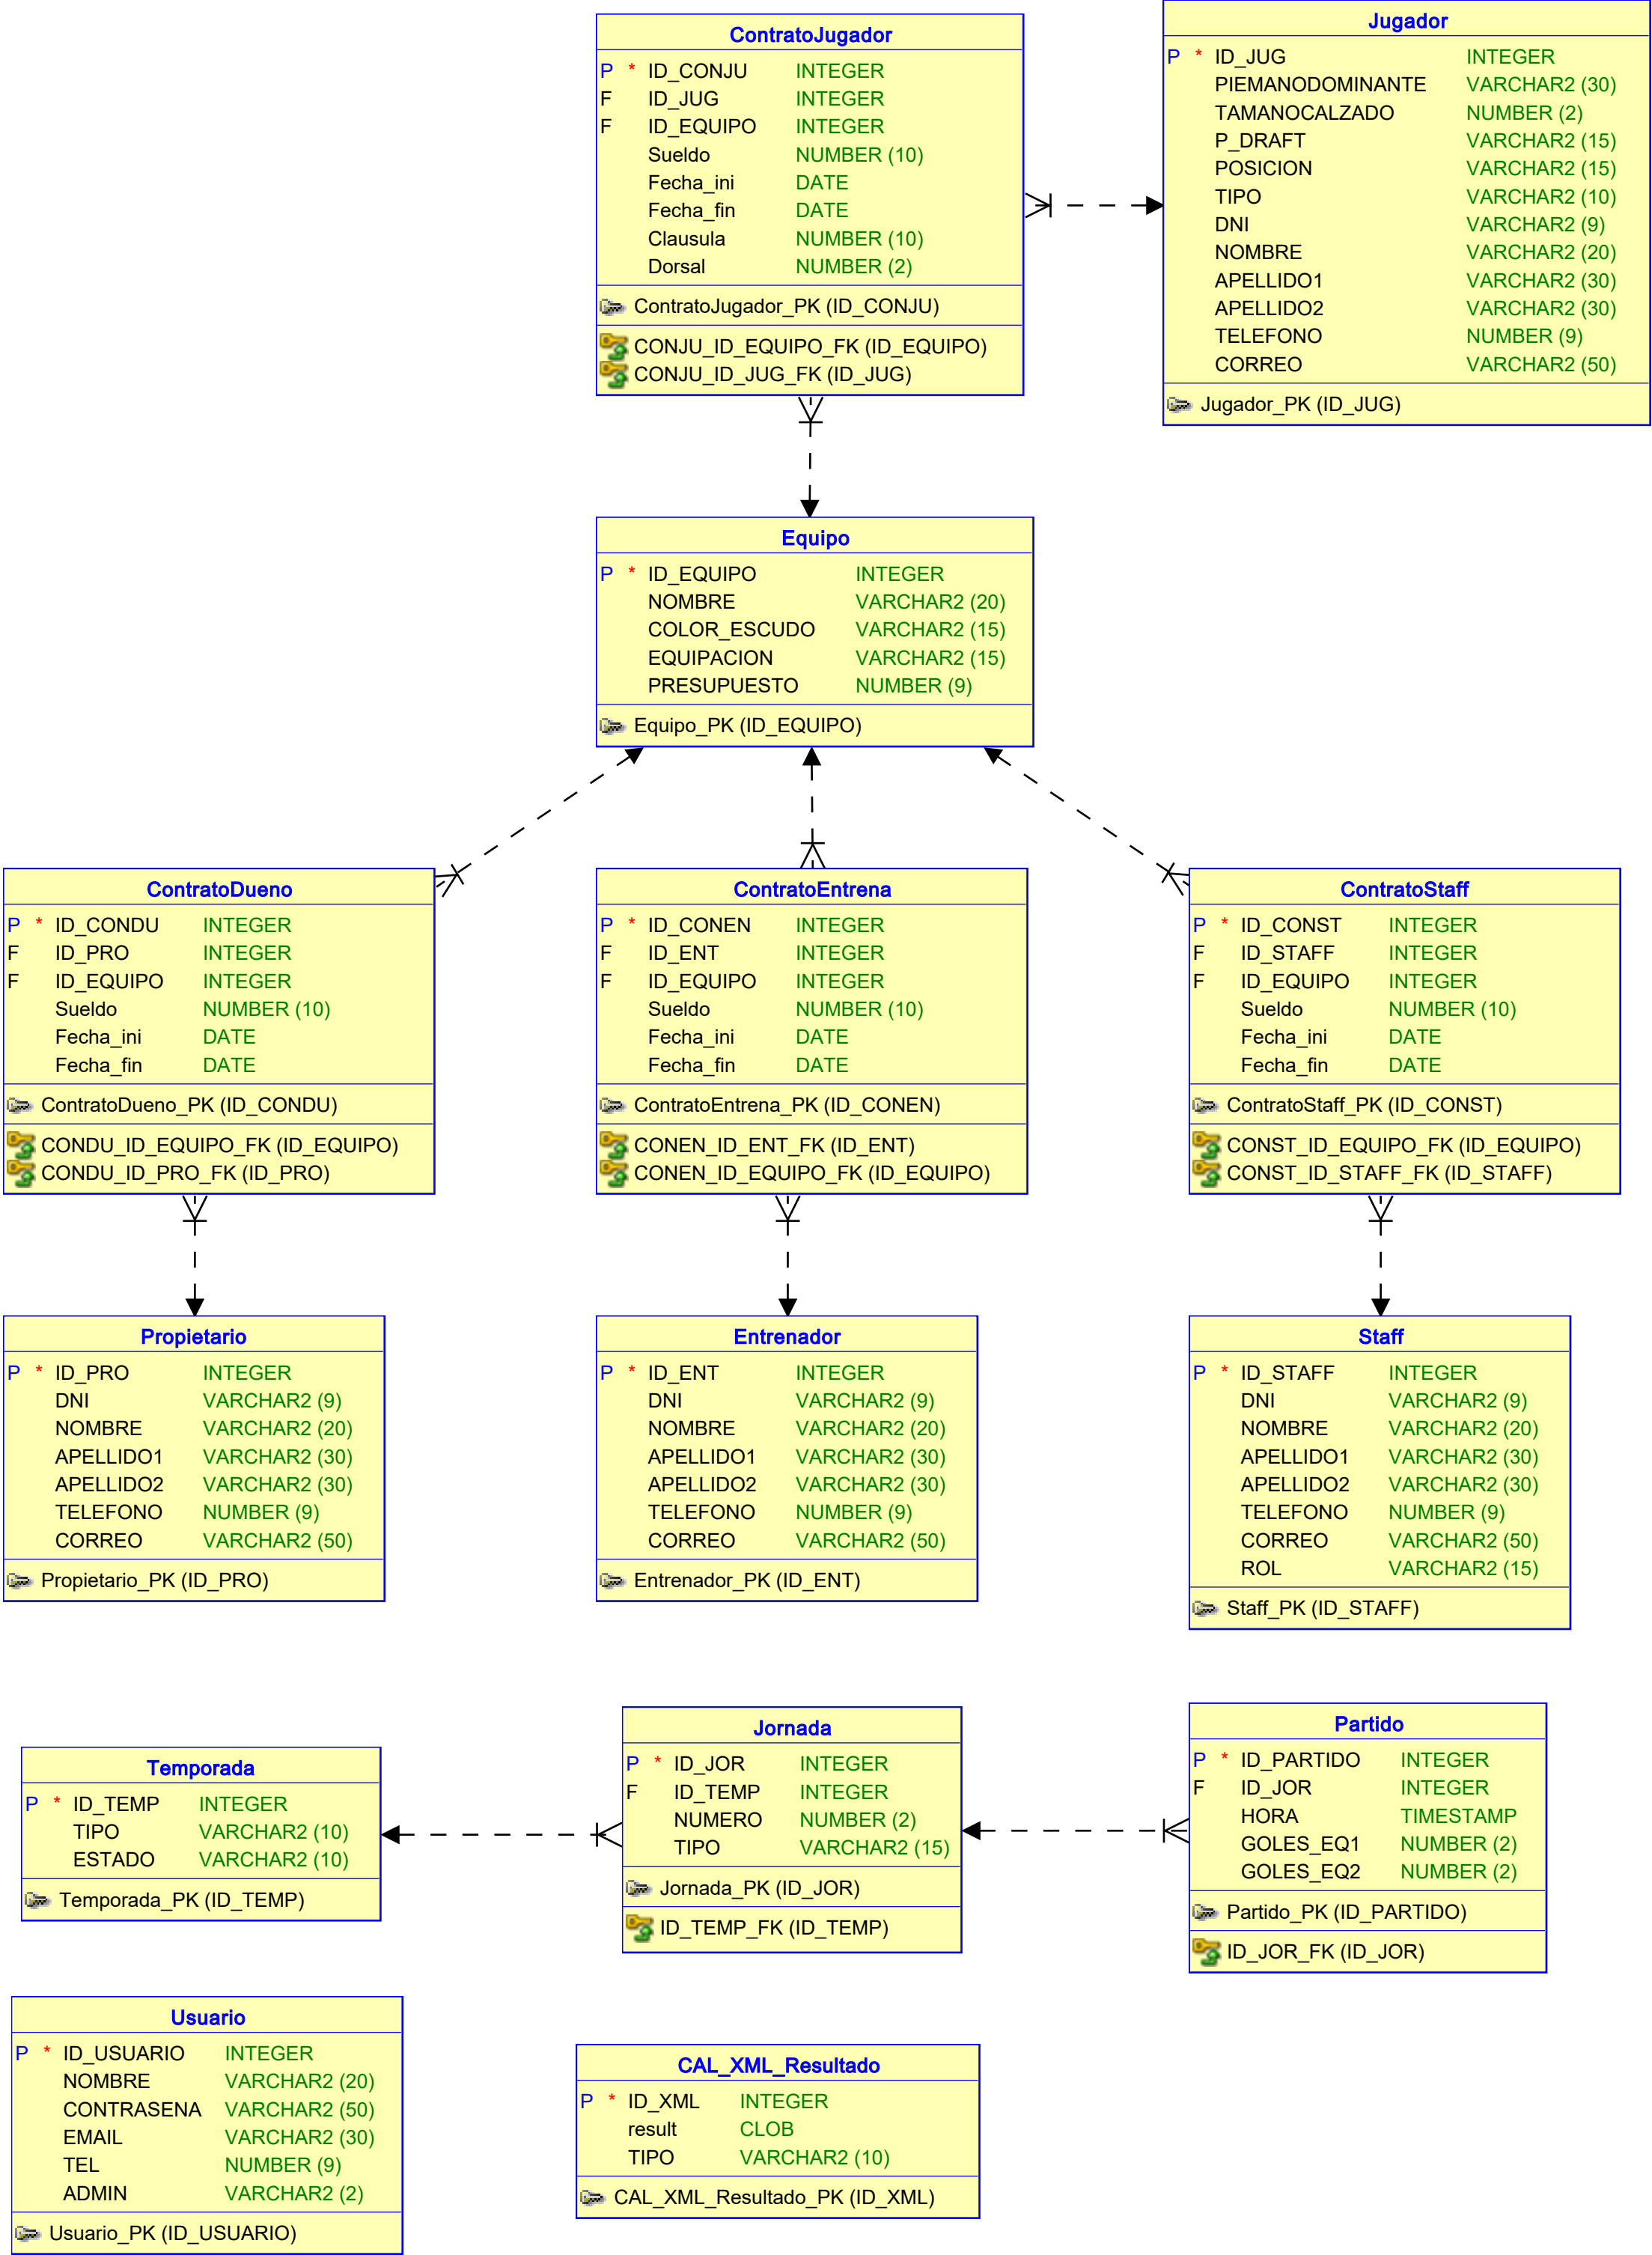 ContratoJugador
P * ID_CONJU INTEGER
F ID_JUG INTEGER
F ID_EQUIPO INTEGER
Sueldo NUMBER (10)
Fecha_ini DATE
Fecha_fin DATE
Clausula NUMBER (10)
Dorsal NUMBER (2)
ContratoJugador_PK (ID_CONJU)
CONJU_ID_EQUIPO_FK (ID_EQUIPO)
CONJU_ID_JUG_FK (ID_JUG)
Jugador
P * ID_JUG INTEGER
PIEMANODOMINANTE VARCHAR2 (30)
TAMANOCALZADO NUMBER (2)
P_DRAFT VARCHAR2 (15)
POSICION VARCHAR2 (15)
TIPO VARCHAR2 (10)
DNI VARCHAR2 (9)
NOMBRE VARCHAR2 (20)
APELLIDO1 VARCHAR2 (30)
APELLIDO2 VARCHAR2 (30)
TELEFONO NUMBER (9)
CORREO VARCHAR2 (50)
Jugador_PK (ID_JUG)
Equipo
P * ID_EQUIPO INTEGER
NOMBRE VARCHAR2 (20)
COLOR_ESCUDO VARCHAR2 (15)
EQUIPACION VARCHAR2 (15)
PRESUPUESTO NUMBER (9)
Equipo_PK (ID_EQUIPO)
ContratoDueno
P * ID_CONDU INTEGER
F ID_PRO INTEGER
F ID_EQUIPO INTEGER
Sueldo NUMBER (10)
Fecha_ini DATE
Fecha_fin DATE
ContratoDueno_PK (ID_CONDU)
CONDU_ID_EQUIPO_FK (ID_EQUIPO)
CONDU_ID_PRO_FK (ID_PRO)
ContratoEntrena
P * ID_CONEN INTEGER
F ID_ENT INTEGER
F ID_EQUIPO INTEGER
Sueldo NUMBER (10)
Fecha_ini DATE
Fecha_fin DATE
ContratoEntrena_PK (ID_CONEN)
CONEN_ID_ENT_FK (ID_ENT)
CONEN_ID_EQUIPO_FK (ID_EQUIPO)
ContratoStaff
P * ID_CONST INTEGER
F ID_STAFF INTEGER
F ID_EQUIPO INTEGER
Sueldo NUMBER (10)
Fecha_ini DATE
Fecha_fin DATE
ContratoStaff_PK (ID_CONST)
CONST_ID_EQUIPO_FK (ID_EQUIPO)
CONST_ID_STAFF_FK (ID_STAFF)
Propietario
P * ID_PRO INTEGER
DNI VARCHAR2 (9)
NOMBRE VARCHAR2 (20)
APELLIDO1 VARCHAR2 (30)
APELLIDO2 VARCHAR2 (30)
TELEFONO NUMBER (9)
CORREO VARCHAR2 (50)
Propietario_PK (ID_PRO)
Entrenador
P * ID_ENT INTEGER
DNI VARCHAR2 (9)
NOMBRE VARCHAR2 (20)
APELLIDO1 VARCHAR2 (30)
APELLIDO2 VARCHAR2 (30)
TELEFONO NUMBER (9)
CORREO VARCHAR2 (50)
Entrenador_PK (ID_ENT)
Staff
P * ID_STAFF INTEGER
DNI VARCHAR2 (9)
NOMBRE VARCHAR2 (20)
APELLIDO1 VARCHAR2 (30)
APELLIDO2 VARCHAR2 (30)
TELEFONO NUMBER (9)
CORREO VARCHAR2 (50)
ROL VARCHAR2 (15)
Staff_PK (ID_STAFF)
Temporada
P * ID_TEMP INTEGER
TIPO VARCHAR2 (10)
ESTADO VARCHAR2 (10)
Temporada_PK (ID_TEMP)
Jornada
P * ID_JOR INTEGER
F ID_TEMP INTEGER
NUMERO NUMBER (2)
TIPO VARCHAR2 (15)
Jornada_PK (ID_JOR)
ID_TEMP_FK (ID_TEMP)
Partido
P * ID_PARTIDO INTEGER
F ID_JOR INTEGER
HORA TIMESTAMP
GOLES_EQ1 NUMBER (2)
GOLES_EQ2 NUMBER (2)
Partido_PK (ID_PARTIDO)
ID_JOR_FK (ID_JOR)
Usuario
P * ID_USUARIO INTEGER
NOMBRE VARCHAR2 (20)
CONTRASENA VARCHAR2 (50)
EMAIL VARCHAR2 (30)
TEL NUMBER (9)
ADMIN VARCHAR2 (2)
Usuario_PK (ID_USUARIO)
CAL_XML_Resultado
P * ID_XML INTEGER
result CLOB
TIPO VARCHAR2 (10)
CAL_XML_Resultado_PK (ID_XML)